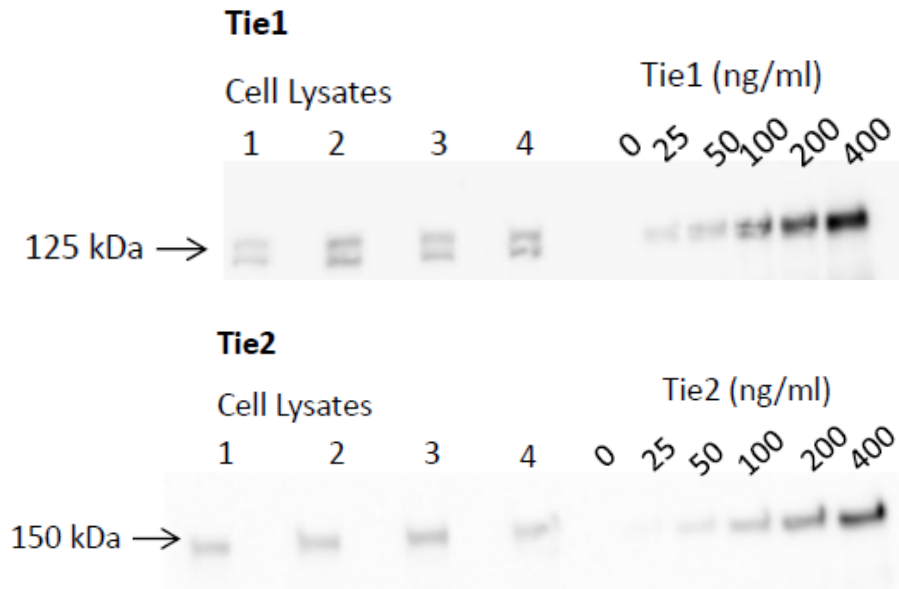 Tie1
Cell Lysates
Tie1 (ng/ml)
1 2 3 4 0 25 50 100 200 400
125 kDa
Tie2
Cell Lysates
Tie2 (ng/ml)
1 2 3 4 0 25 50 100 200 400
150 kDa